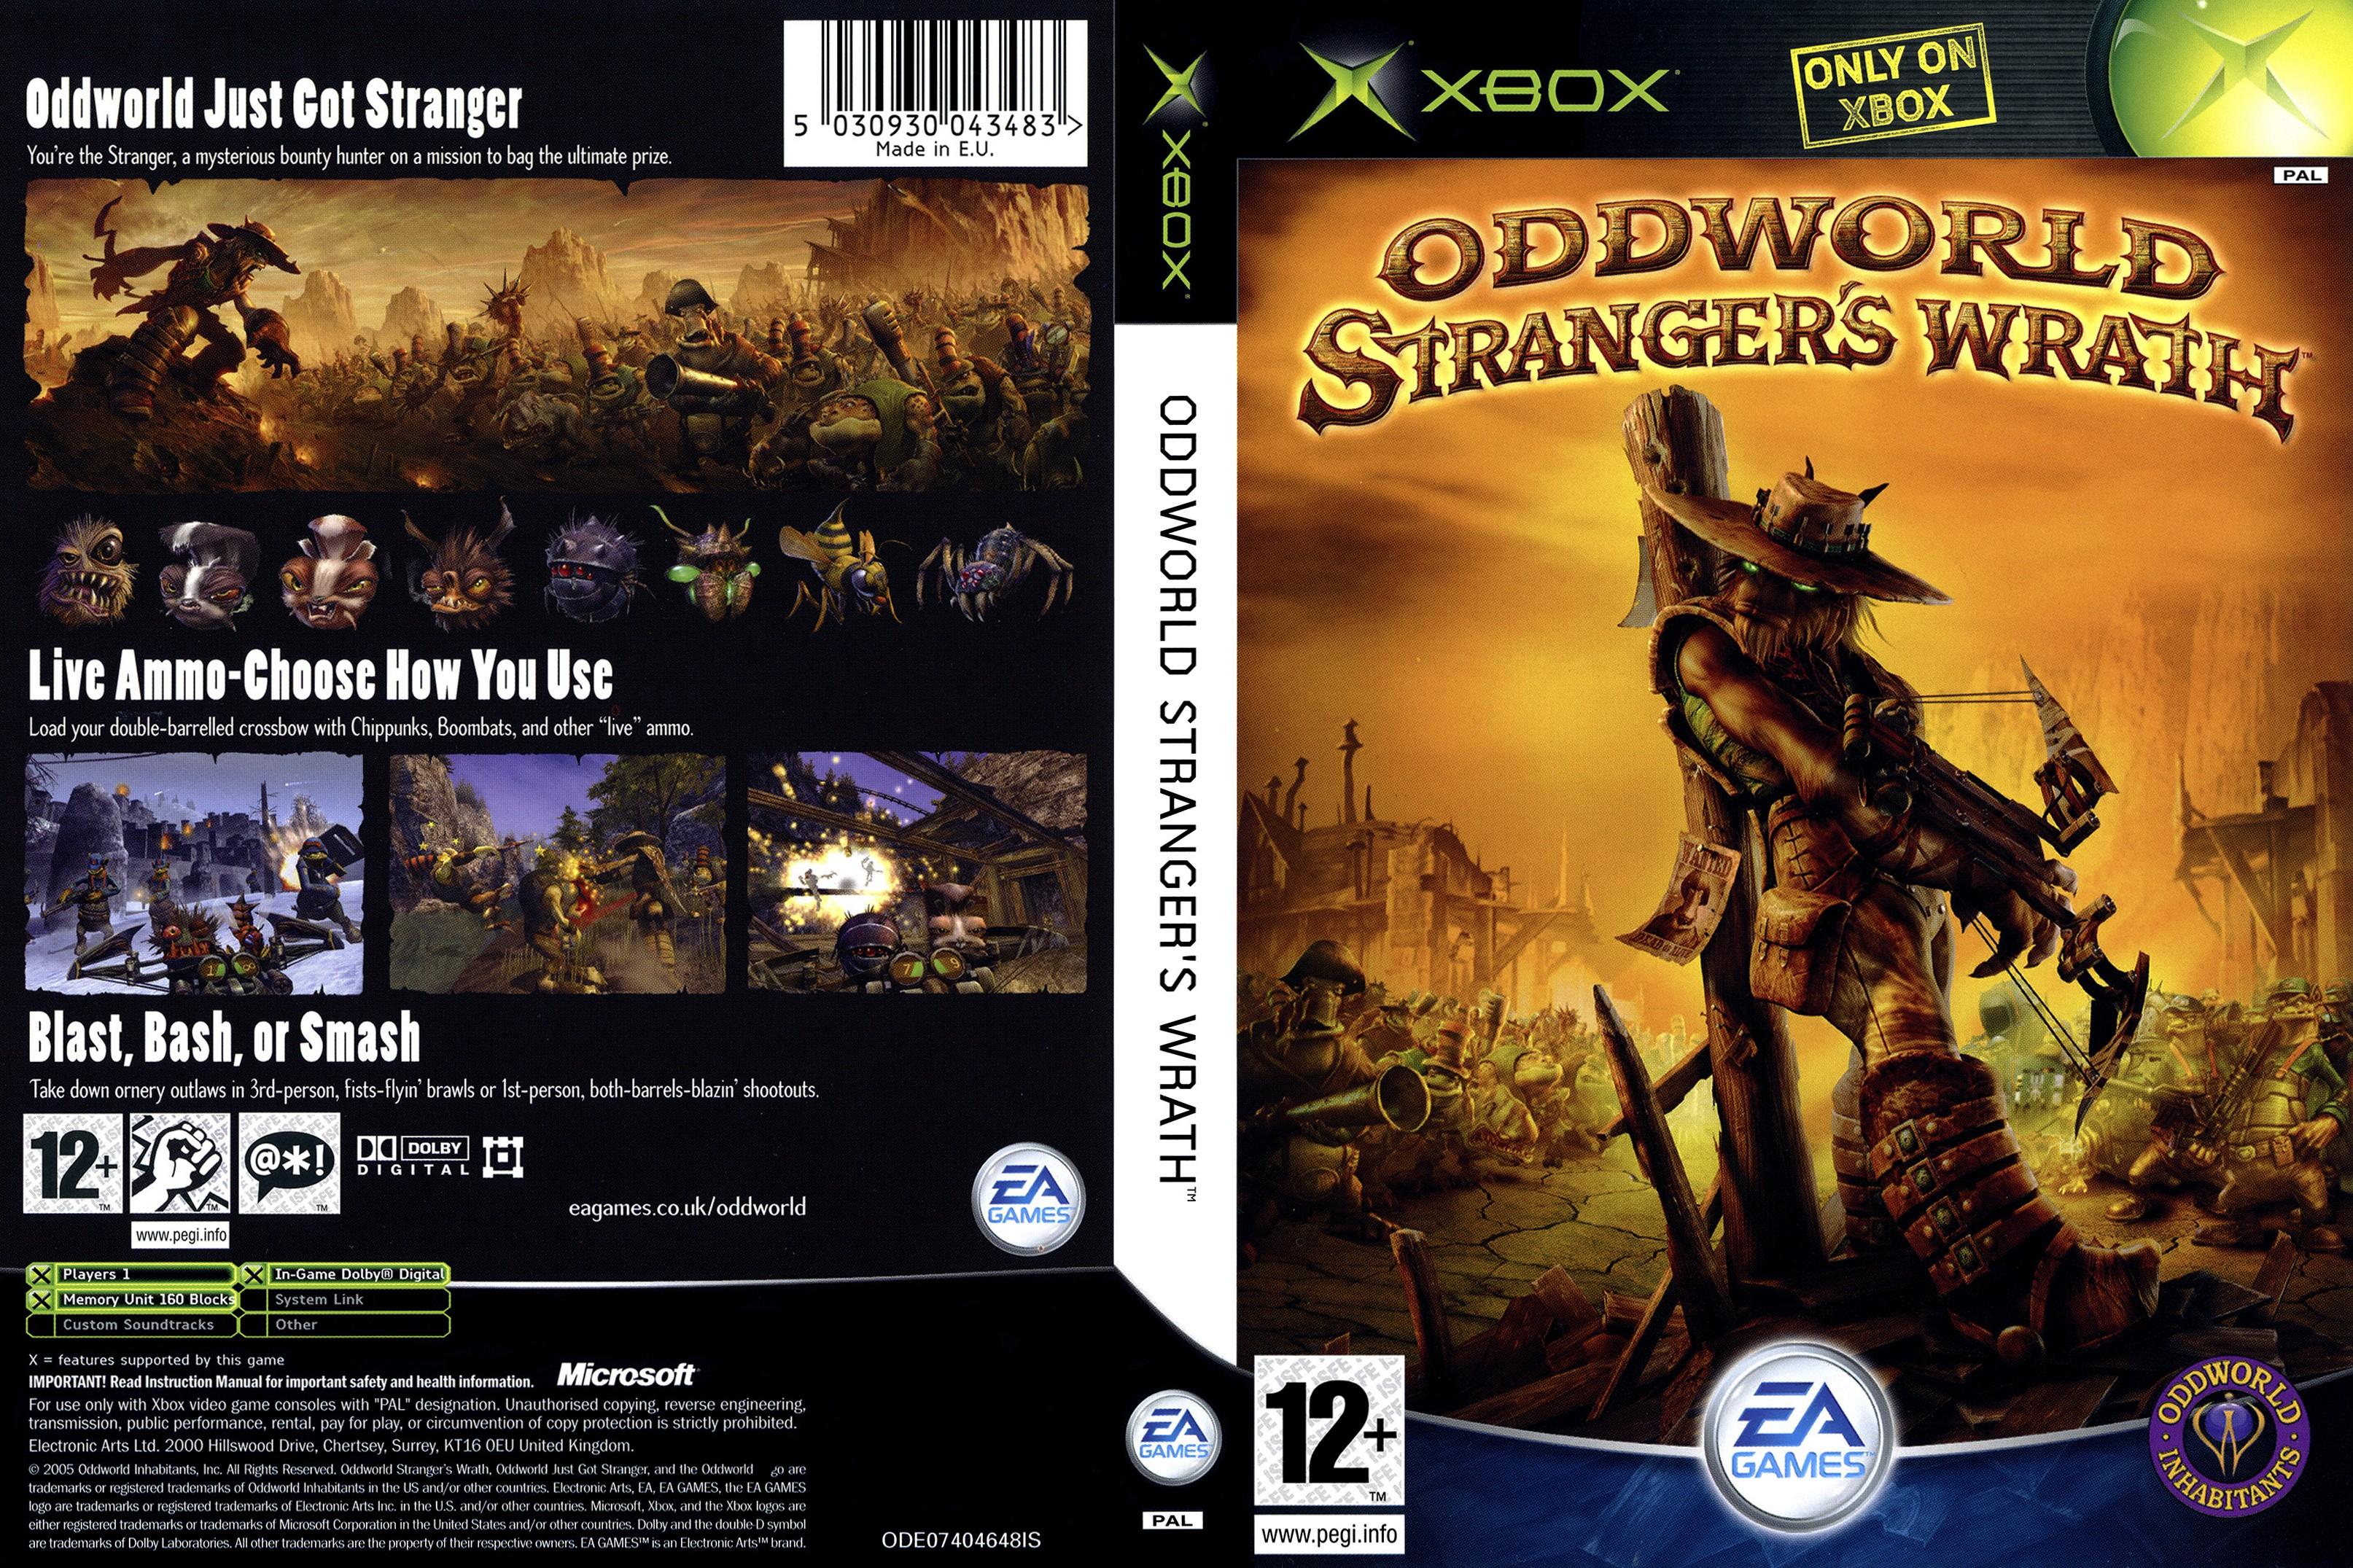 Oddworld Just Got Stranger
You're the Stranger, a mysterious bounty hunter on a mission to bag the ultimate prize.
5 030930 043483 >
Made in E.U.
Live Ammo-Choose How You Use
Load your double-barrelled crossbow with Chippunks, Boombats, and other “live” ammo.
Blast, Bash, or Smash
Take down ornery outlaws in 3rd-person, fists-flyin' brawls or 1st-person, both-barrels-blazin' shootouts.
12+ ™
™
@*! ™
DOLBY
DIGITAL
www.pegi.info
eagames.co.uk/oddworld
EA
GAMES™
Players 1
In-Game Dolby® Digital
Memory Unit 160 Blocks
System Link
Custom Soundtracks
Other
X = features supported by this game
IMPORTANT! Read Instruction Manual for important safety and health information.
Microsoft®
For use only with Xbox video game consoles with "PAL" designation. Unauthorised copying, reverse engineering,
transmission, public performance, rental, pay for play, or circumvention of copy protection is strictly prohibited.
Electronic Arts Ltd. 2000 Hillswood Drive, Chertsey, Surrey, KT16 0EU United Kingdom.
© 2005 Oddworld Inhabitants, Inc. All Rights Reserved. Oddworld Stranger's Wrath, Oddworld Just Got Stranger, and the Oddworld go are
trademarks or registered trademarks of Oddworld Inhabitants in the US and/or other countries. Electronic Arts, EA, EA GAMES, the EA GAMES
logo are trademarks or registered trademarks of Electronic Arts Inc. in the U.S. and/or other countries. Microsoft, Xbox, and the Xbox logos are
either registered trademarks or trademarks of Microsoft Corporation in the United States and/or other countries. Dolby and the double-D symbol
are trademarks of Dolby Laboratories. All other trademarks are the property of their respective owners. EA GAMES™ is an Electronic Arts™ brand.
ODE07404648IS
XBOX
ODDWORLD STRANGER'S WRATH™
EA
GAMES™
PAL
XBOX
ONLY ON
XBOX
PAL
ODDWORLD
STRANGER'S WRATH™
WANTED
12+ ™
www.pegi.info
EA
GAMES™
ODDWORLD
INHABITANTS